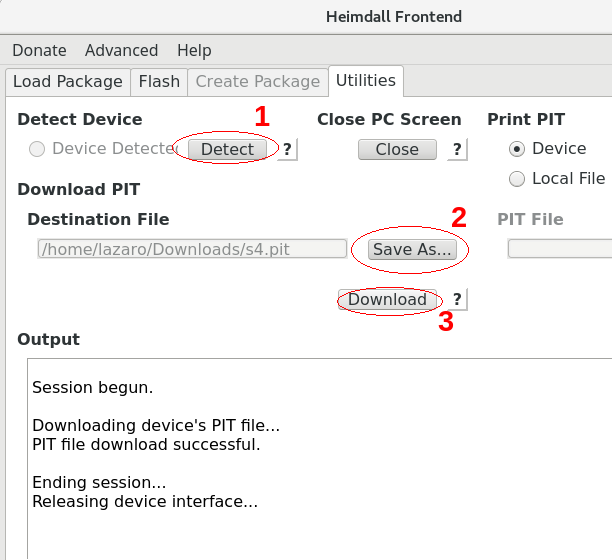 Heimdall Frontend
Donate Advanced Help
Load Package Flash Create Package Utilities
1
Detect Device Close PC Screen Print PIT
Device Detected Detect ? Close ? Device
Download PIT Local File
2
Destination File PIT File
/home/lazaro/Downloads/s4.pit Save As...
Download ?
3
Output
Session begun.
Downloading device's PIT file...
PIT file download successful.
Ending session...
Releasing device interface...